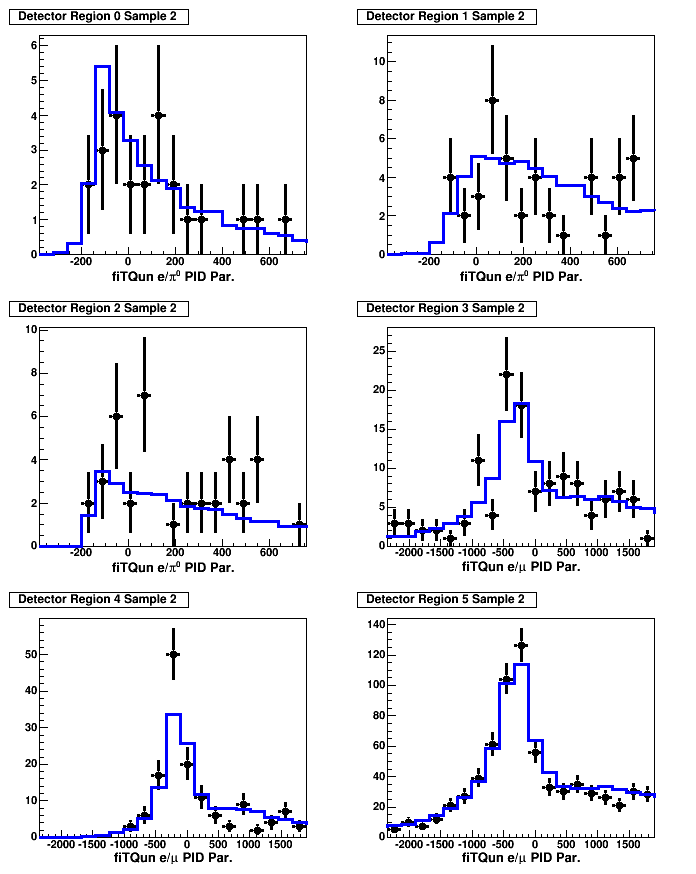 Detector Region 0 Sample 2
6
5
4
3
2
1
0
-200 0 200 400 600
fiTQun e/π⁰ PID Par.
Detector Region 1 Sample 2
10
8
6
4
2
0
-200 0 200 400 600
fiTQun e/π⁰ PID Par.
Detector Region 2 Sample 2
10
8
6
4
2
0
-200 0 200 400 600
fiTQun e/π⁰ PID Par.
Detector Region 3 Sample 2
25
20
15
10
5
0
-2000 -1500 -1000 -500 0 500 1000 1500
fiTQun e/μ PID Par.
Detector Region 4 Sample 2
50
40
30
20
10
0
-2000 -1500 -1000 -500 0 500 1000 1500
fiTQun e/μ PID Par.
Detector Region 5 Sample 2
140
120
100
80
60
40
20
0
-2000 -1500 -1000 -500 0 500 1000 1500
fiTQun e/μ PID Par.